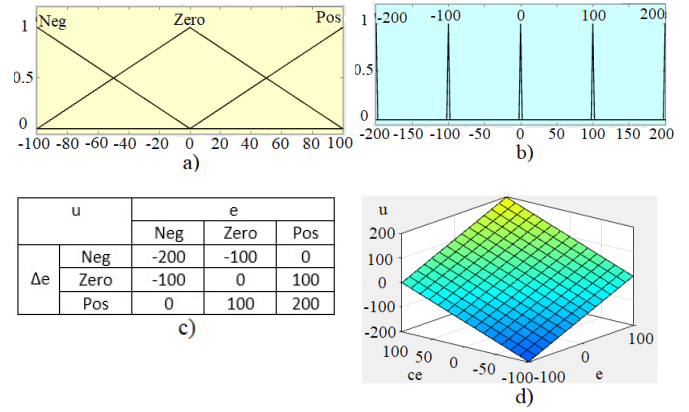 Neg Zero Pos
1
0.5
0
-100 -80 -60 -40 -20 0 20 40 60 80 100
a)
-200 -100 0 100 200
1
0.5
0
-200 -150 -100 -50 0 50 100 150 200
b)
u e
Neg Zero Pos
Δe Neg -200 -100 0
Zero -100 0 100
Pos 0 100 200
c)
u
200
100
0
-100
-200
100 50 0 -50 -100
ce
-100 0 100
e
d)